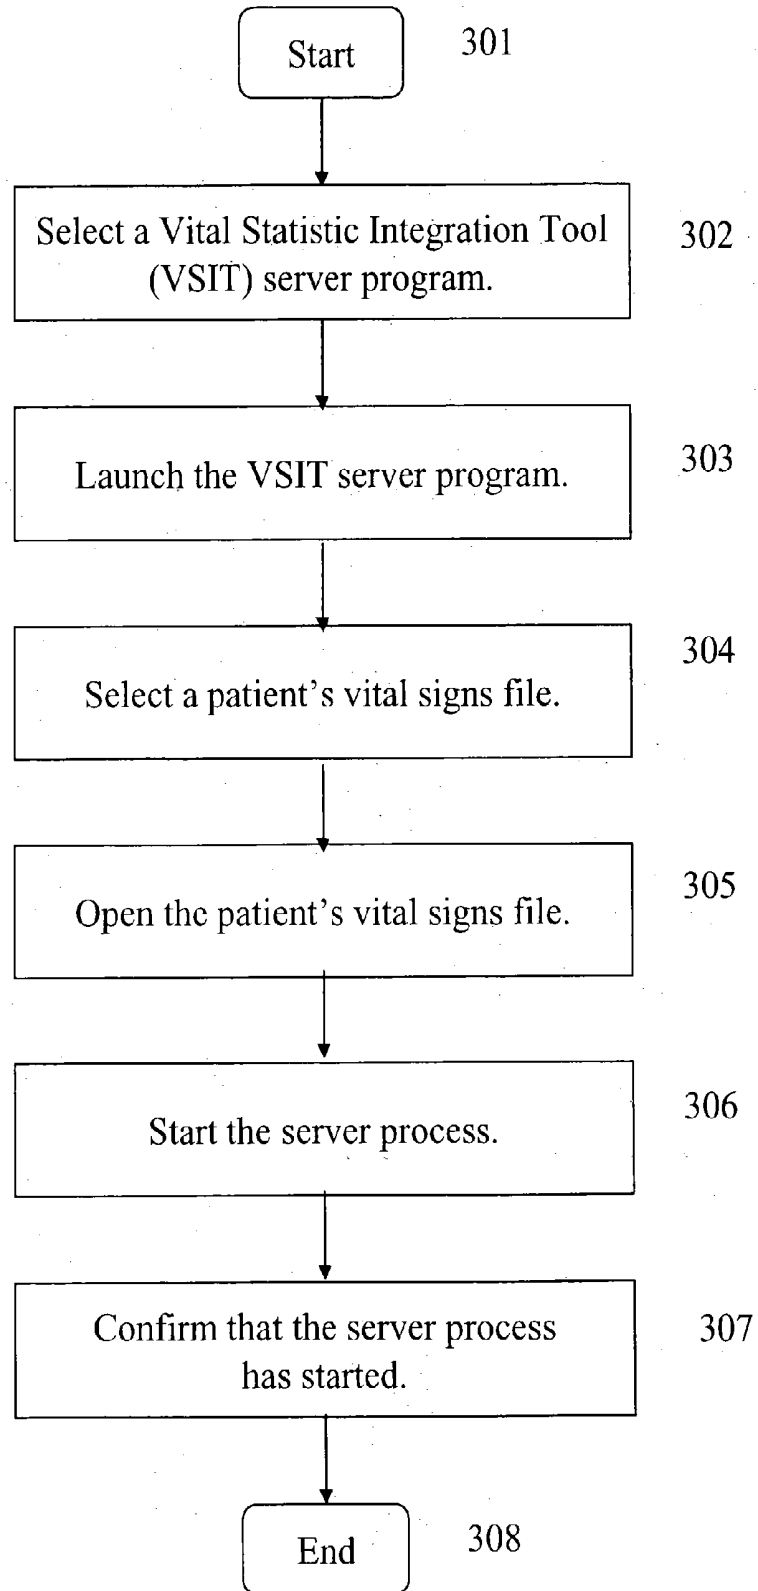 Start
301
Select a Vital Statistic Integration Tool
(VSIT) server program.
302
Launch the VSIT server program.
303
Select a patient's vital signs file.
304
Open the patient's vital signs file.
305
Start the server process.
306
Confirm that the server process
has started.
307
End
308